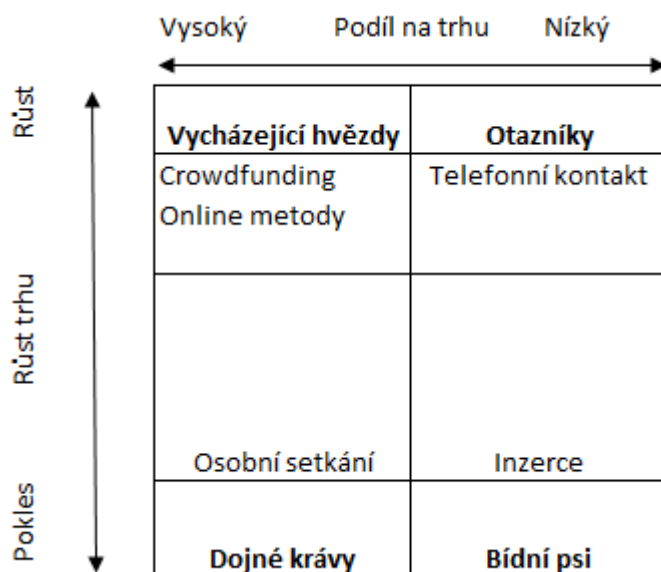 Vysoký Podíl na trhu Nízký
Růst
Vycházející hvězdy Otazníky
Crowdfunding Telefonní kontakt
Online metody
Růst trhu
Osobní setkání Inzerce
Pokles
Dojné krávy Bídní psi